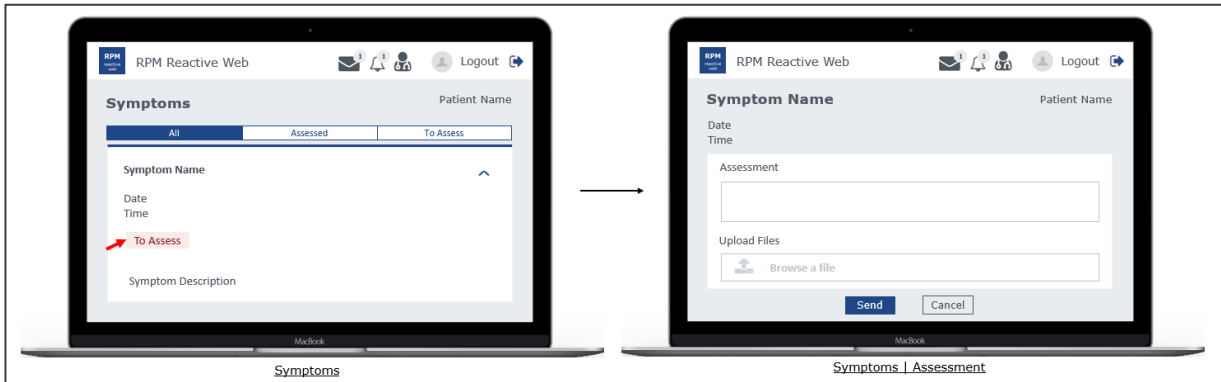 RPM
reactive
web
RPM Reactive Web
1
1
Logout
Symptoms
Patient Name
All
Assessed
To Assess
Symptom Name
Date
Time
To Assess
Symptom Description
MacBook
Symptoms
RPM
reactive
web
RPM Reactive Web
1
1
Logout
Symptom Name
Patient Name
Date
Time
Assessment
Upload Files
Browse a file
Send
Cancel
MacBook
Symptoms | Assessment